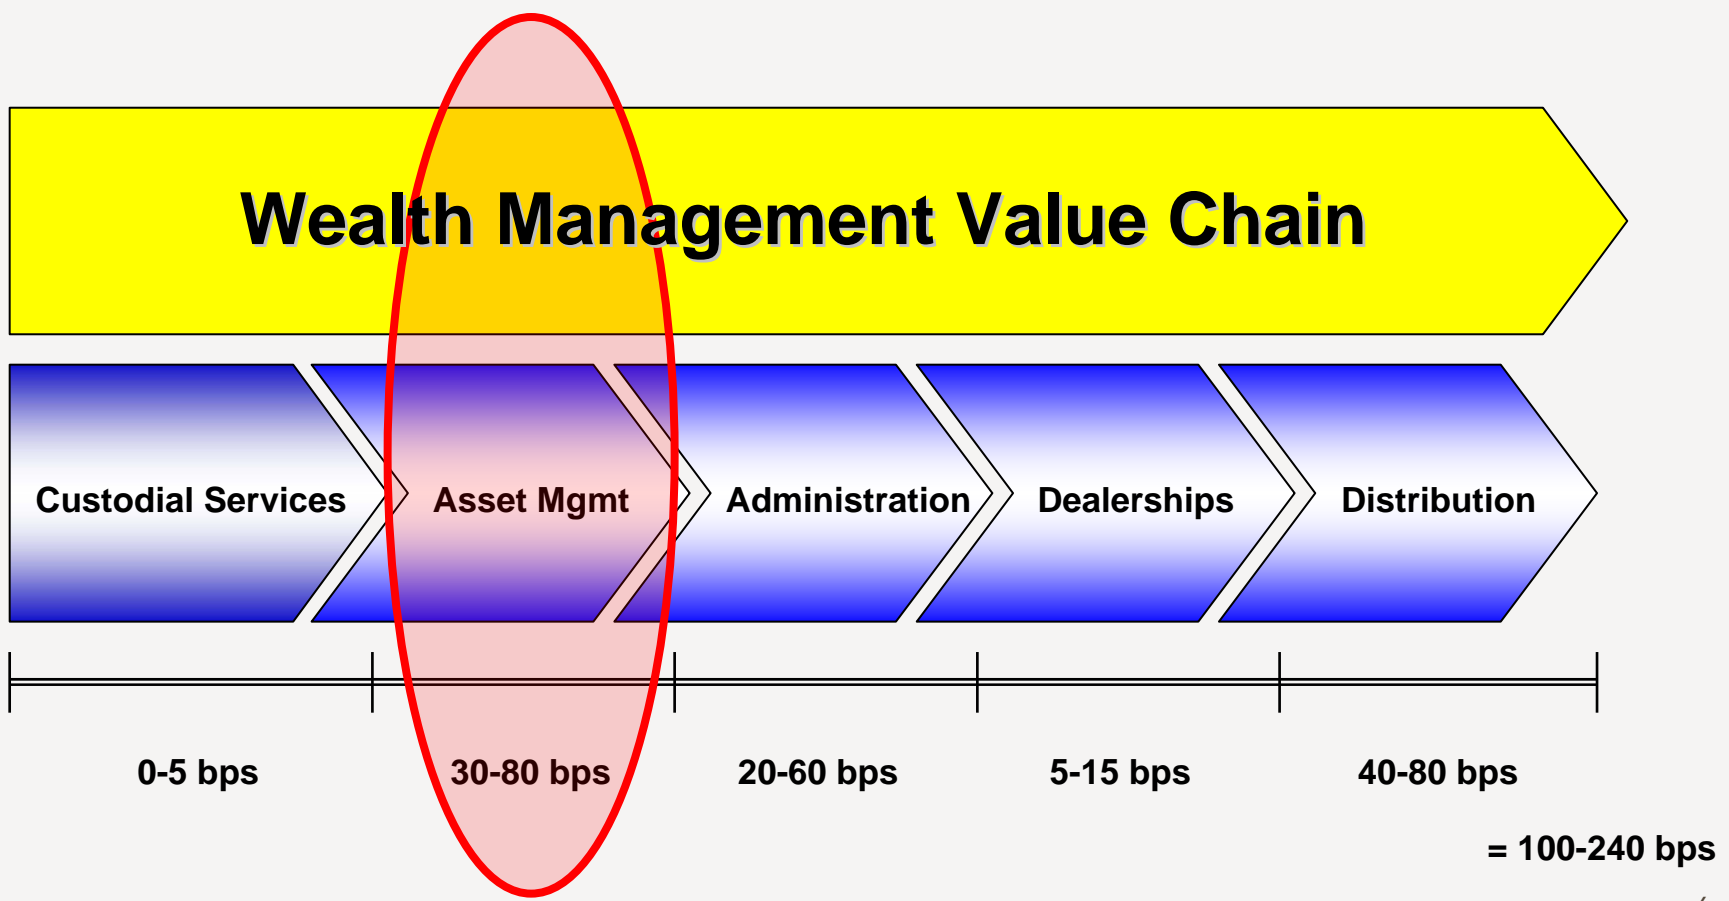 Wealth Management Value Chain
Custodial Services
Asset Mgmt
Administration
Dealerships
Distribution
0-5 bps
30-80 bps
20-60 bps
5-15 bps
40-80 bps
= 100-240 bps